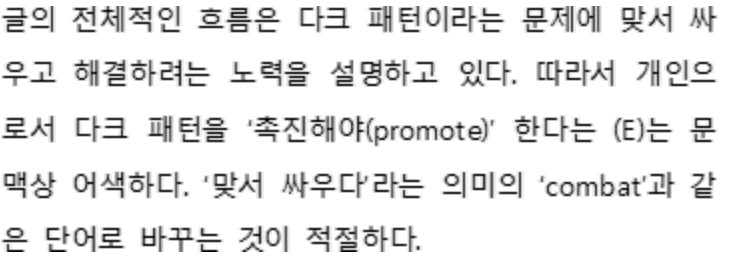 글의 전체적인 흐름은 다크 패턴이라는 문제에 맞서 싸
우고 해결하려는 노력을 설명하고 있다. 따라서 개인으
로서 다크 패턴을 ‘촉진해야(promote)’ 한다는 (E)는 문
맥상 어색하다. ‘맞서 싸우다’라는 의미의 ‘combat’과 같
은 단어로 바꾸는 것이 적절하다.